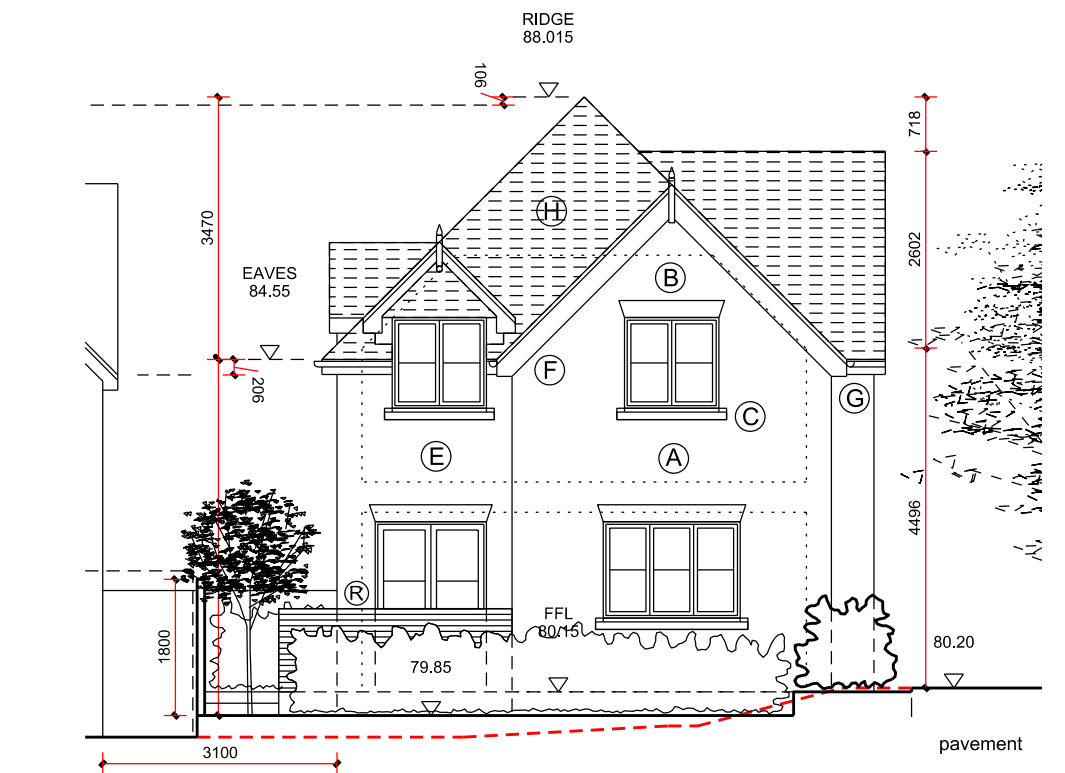 RIDGE
88.015
106
718
H
3470
2602
EAVES
84.55
B
206
F
G
C
E
A
4496
R
FFL
80.15
1800
79.85
80.20
3100
pavement